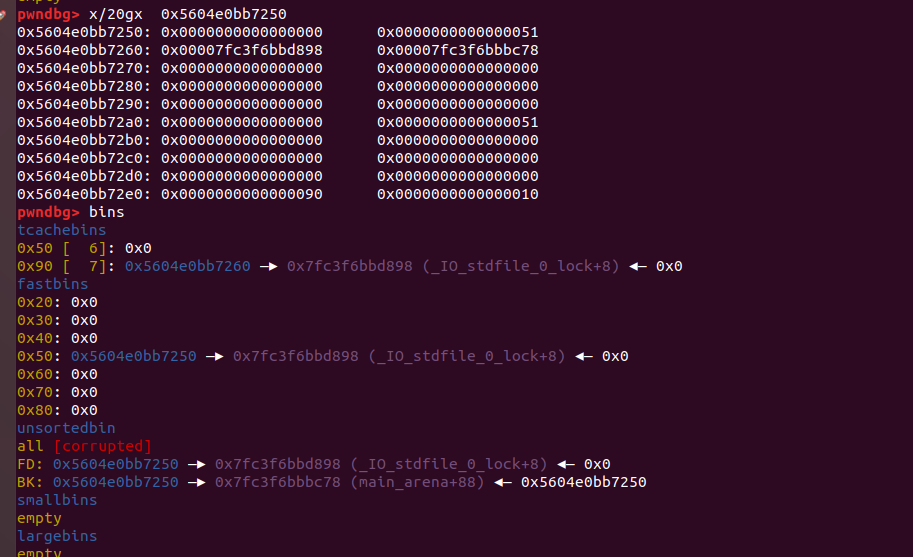 empty
pwndbg> x/20gx  0x5604e0bb7250
0x5604e0bb7250: 0x0000000000000000      0x0000000000000051
0x5604e0bb7260: 0x00007fc3f6bbd898      0x00007fc3f6bbbc78
0x5604e0bb7270: 0x0000000000000000      0x0000000000000000
0x5604e0bb7280: 0x0000000000000000      0x0000000000000000
0x5604e0bb7290: 0x0000000000000000      0x0000000000000000
0x5604e0bb72a0: 0x0000000000000000      0x0000000000000051
0x5604e0bb72b0: 0x0000000000000000      0x0000000000000000
0x5604e0bb72c0: 0x0000000000000000      0x0000000000000000
0x5604e0bb72d0: 0x0000000000000000      0x0000000000000000
0x5604e0bb72e0: 0x0000000000000090      0x0000000000000010
pwndbg> bins
tcachebins
0x50 [  6]: 0x0
0x90 [  7]: 0x5604e0bb7260 —▸ 0x7fc3f6bbd898 (_IO_stdfile_0_lock+8) ◂— 0x0
fastbins
0x20: 0x0
0x30: 0x0
0x40: 0x0
0x50: 0x5604e0bb7250 —▸ 0x7fc3f6bbd898 (_IO_stdfile_0_lock+8) ◂— 0x0
0x60: 0x0
0x70: 0x0
0x80: 0x0
unsortedbin
all [corrupted]
FD: 0x5604e0bb7250 —▸ 0x7fc3f6bbd898 (_IO_stdfile_0_lock+8) ◂— 0x0
BK: 0x5604e0bb7250 —▸ 0x7fc3f6bbbc78 (main_arena+88) ◂— 0x5604e0bb7250
smallbins
empty
largebins
empty